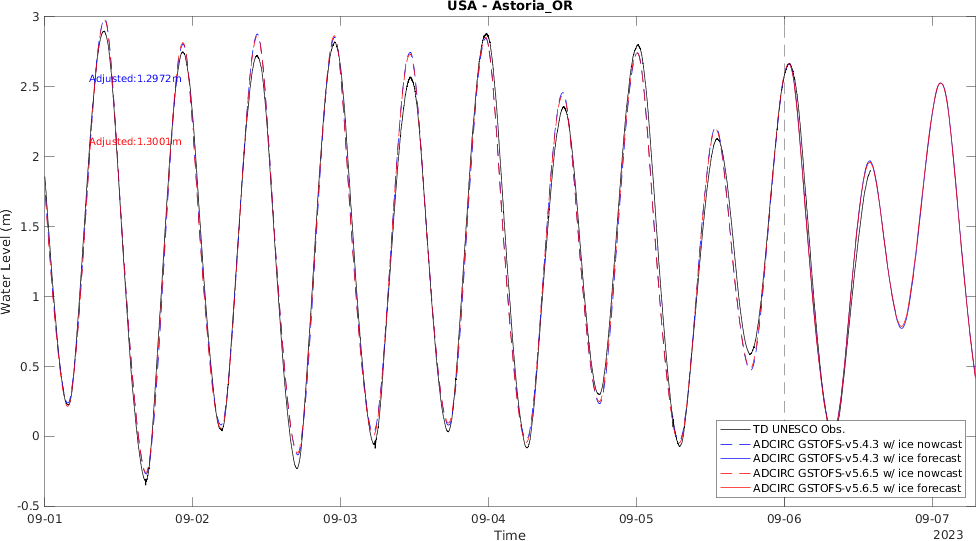 USA - Astoria_OR
3
2.5
2
1.5
1
0.5
0
-0.5
Water Level (m)
Adjusted:1.2972m
Adjusted:1.3001m
TD UNESCO Obs.
ADCIRC GSTOFS-v5.4.3 w/ ice nowcast
ADCIRC GSTOFS-v5.4.3 w/ ice forecast
ADCIRC GSTOFS-v5.6.5 w/ ice nowcast
ADCIRC GSTOFS-v5.6.5 w/ ice forecast
09-01 09-02 09-03 09-04 09-05 09-06 09-07
Time
2023